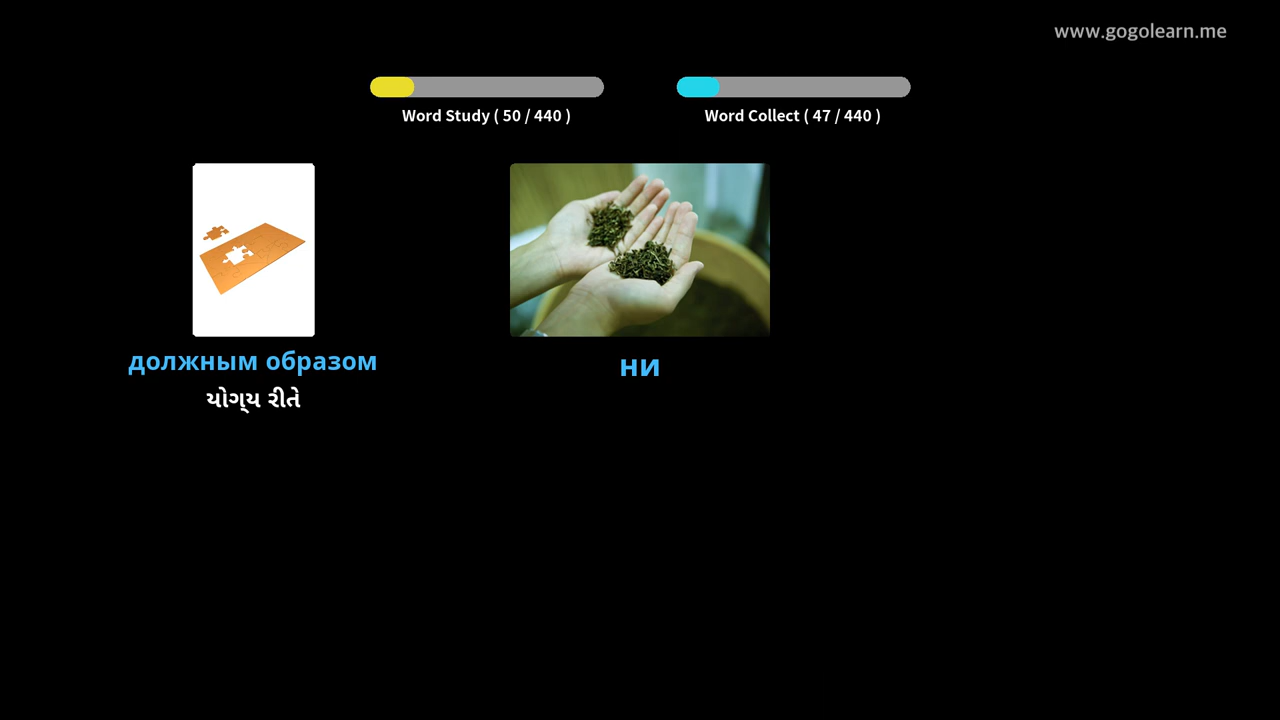 www.gogolearn.me
Word Study ( 50 / 440 )
Word Collect ( 47 / 440 )
должным образом
યોગ્ય રીતે
ни